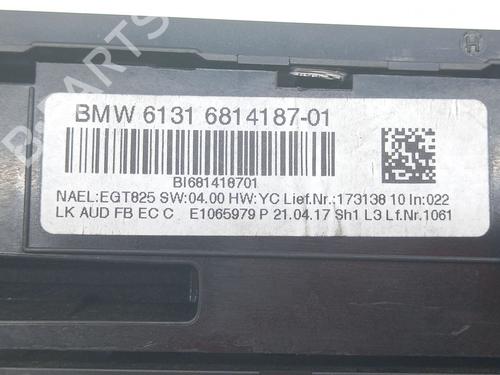 B-PARTS
BMW 6131 6814187-01
BI681418701
NAEL:EGT825 SW:04.00 HW:YC Lief.Nr.:173138 10 In:022
LK AUD FB EC C E1065979 P 21.04.17 Sh1 L3 Lf.Nr.1061